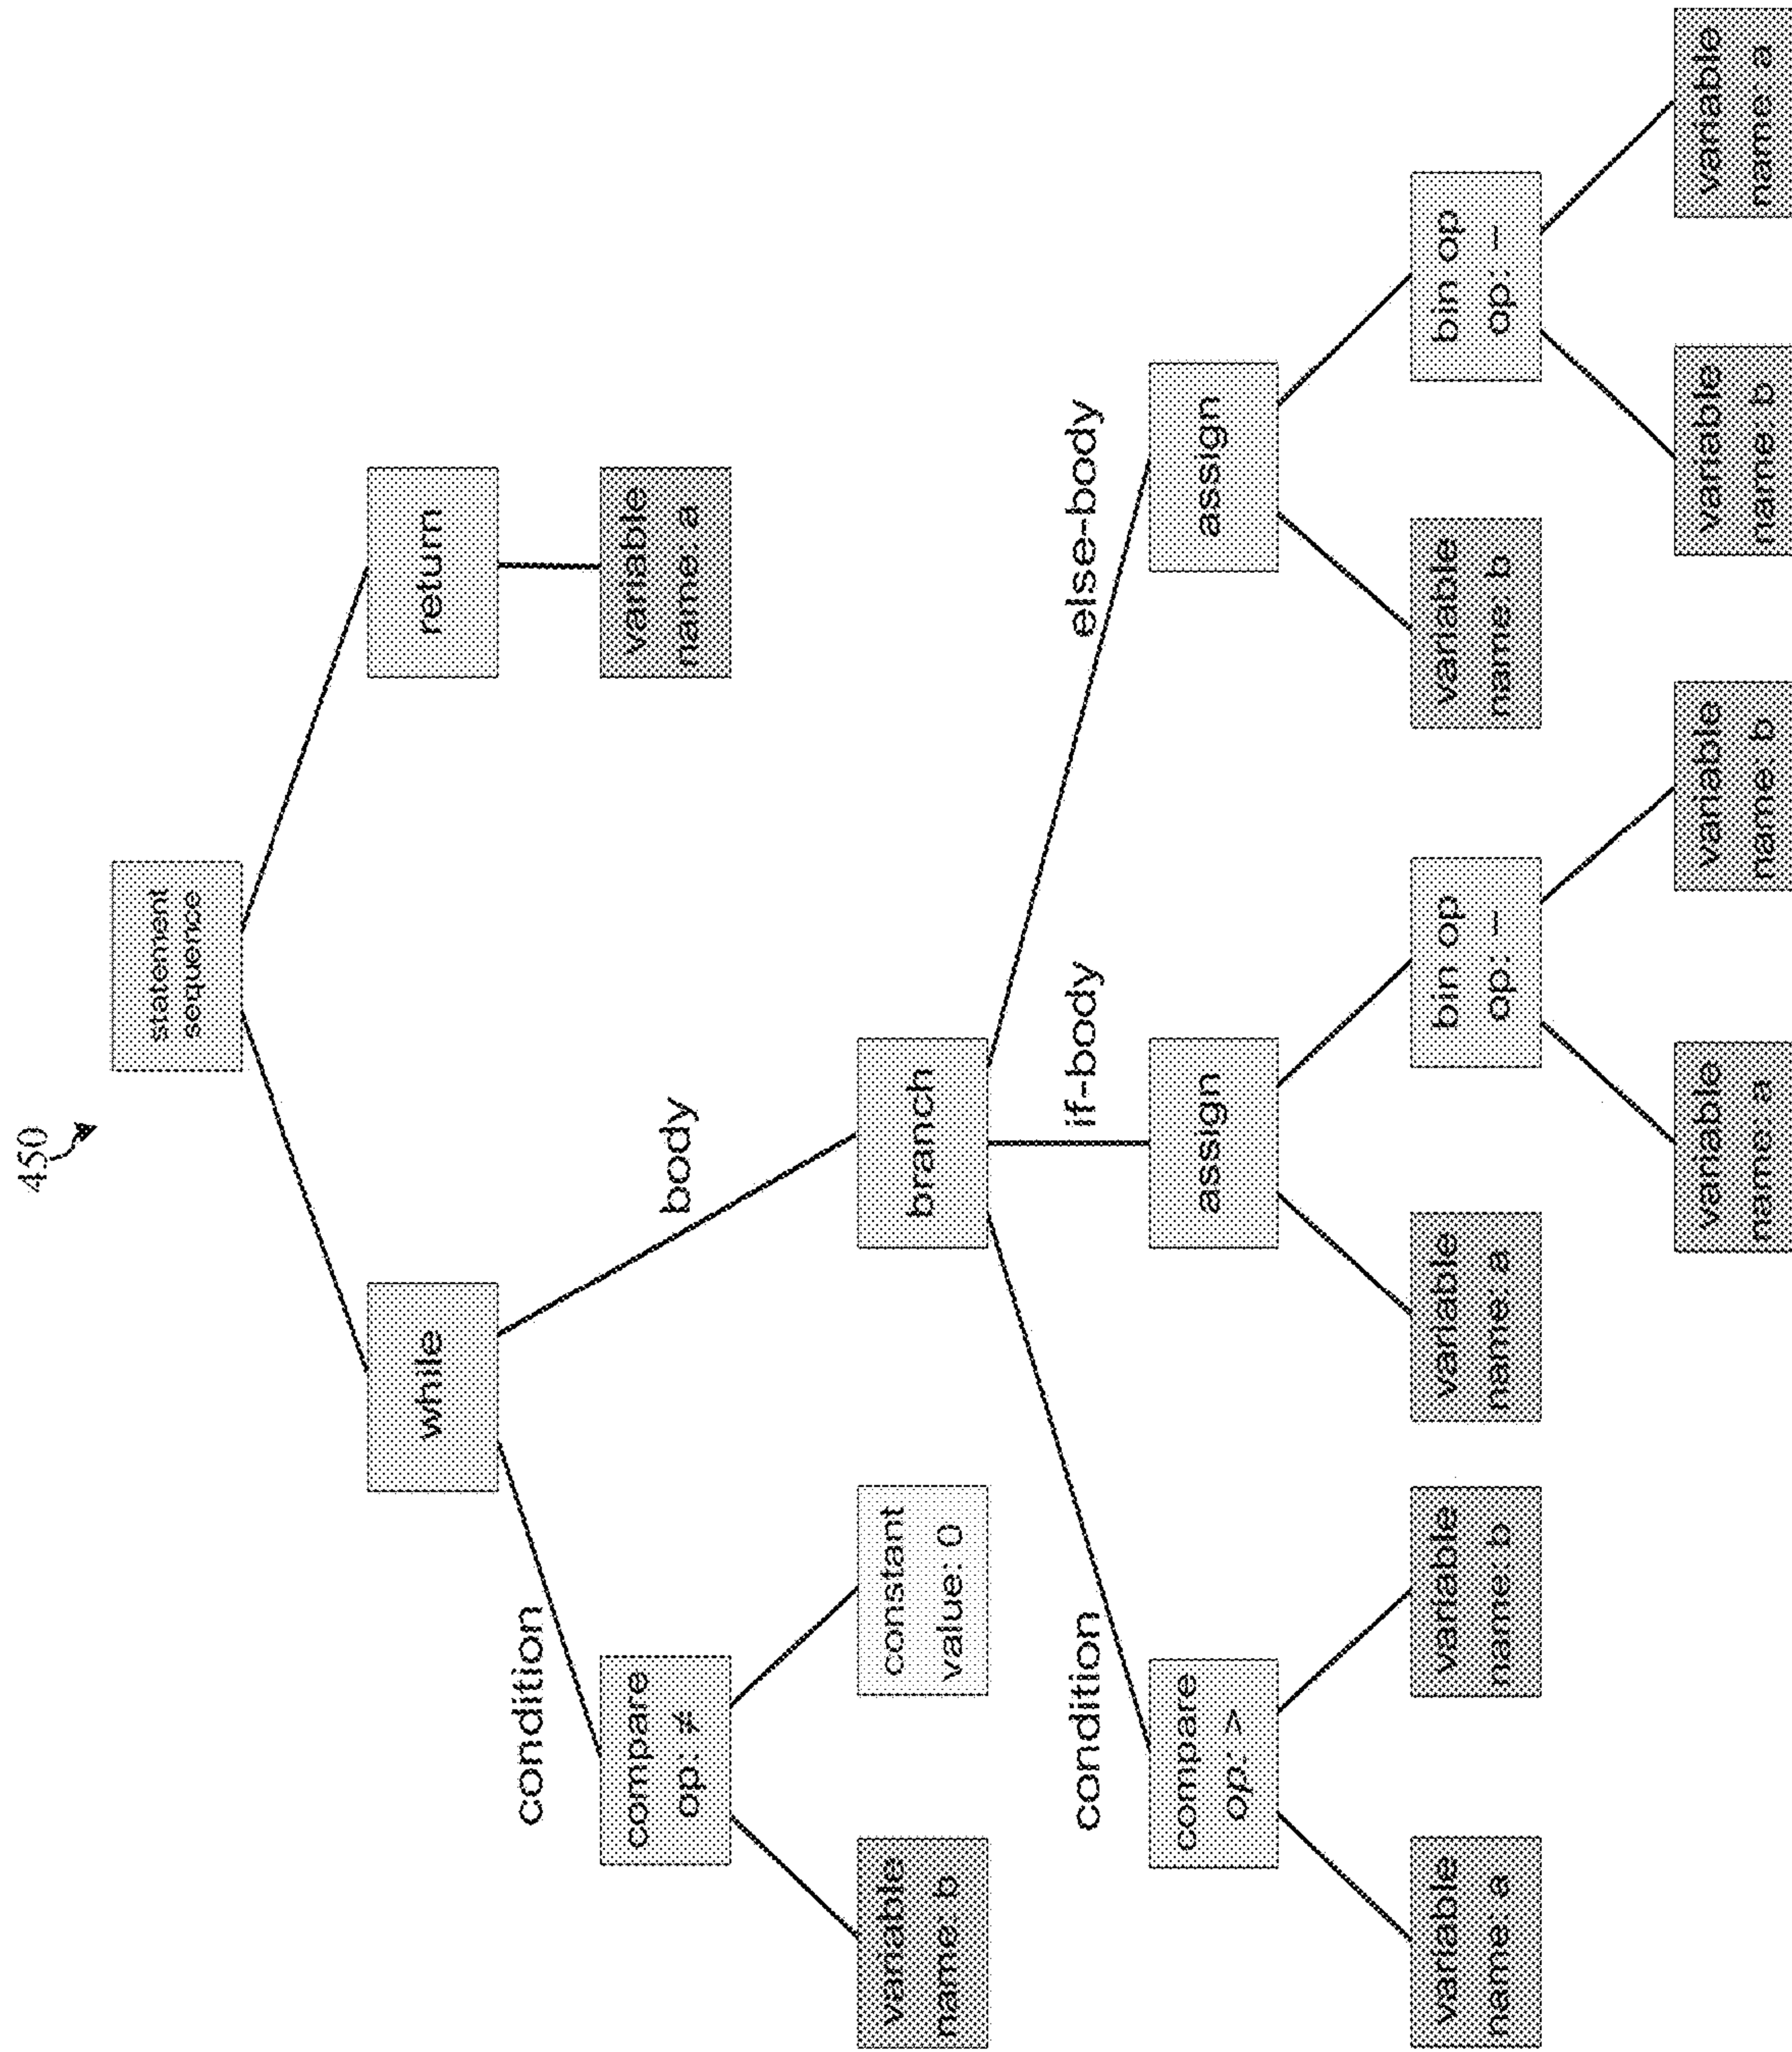 450
statement
sequence
while
return
condition
body
compare
op: ≠
variable
name: a
variable
name: b
constant
value: 0
branch
condition
if-body
else-body
compare
op: >
assign
assign
variable
name: a
variable
name: b
variable
name: a
bin op
op: −
variable
name: b
bin op
op: −
variable
name: a
variable
name: b
variable
name: b
variable
name: a